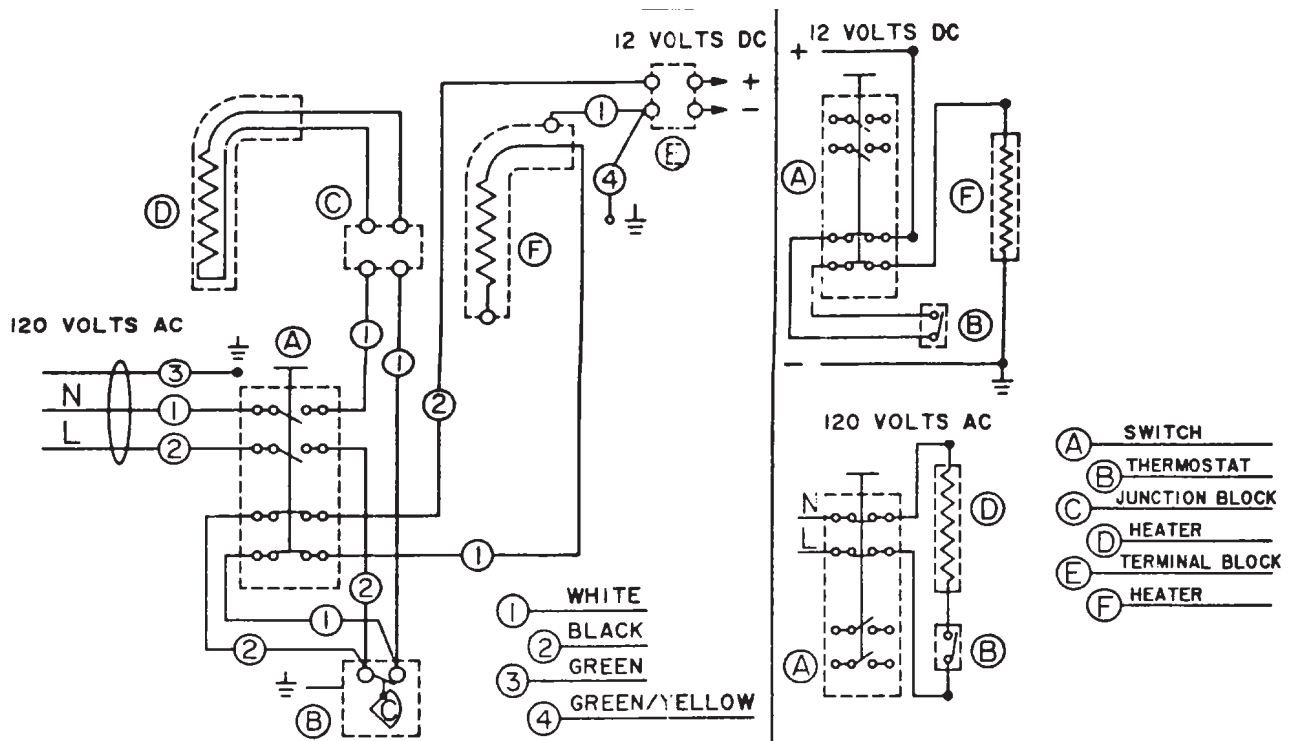 12 VOLTS DC
+
-
1
4
E
D
C
F
120 VOLTS AC
A
3
N
1
L
2
1
1
2
1
2
1
2
B
C
1 WHITE
2 BLACK
3 GREEN
4 GREEN/YELLOW
12 VOLTS DC
+
A
F
B
-
120 VOLTS AC
N
L
D
A
B
A SWITCH
B THERMOSTAT
C JUNCTION BLOCK
D HEATER
E TERMINAL BLOCK
F HEATER